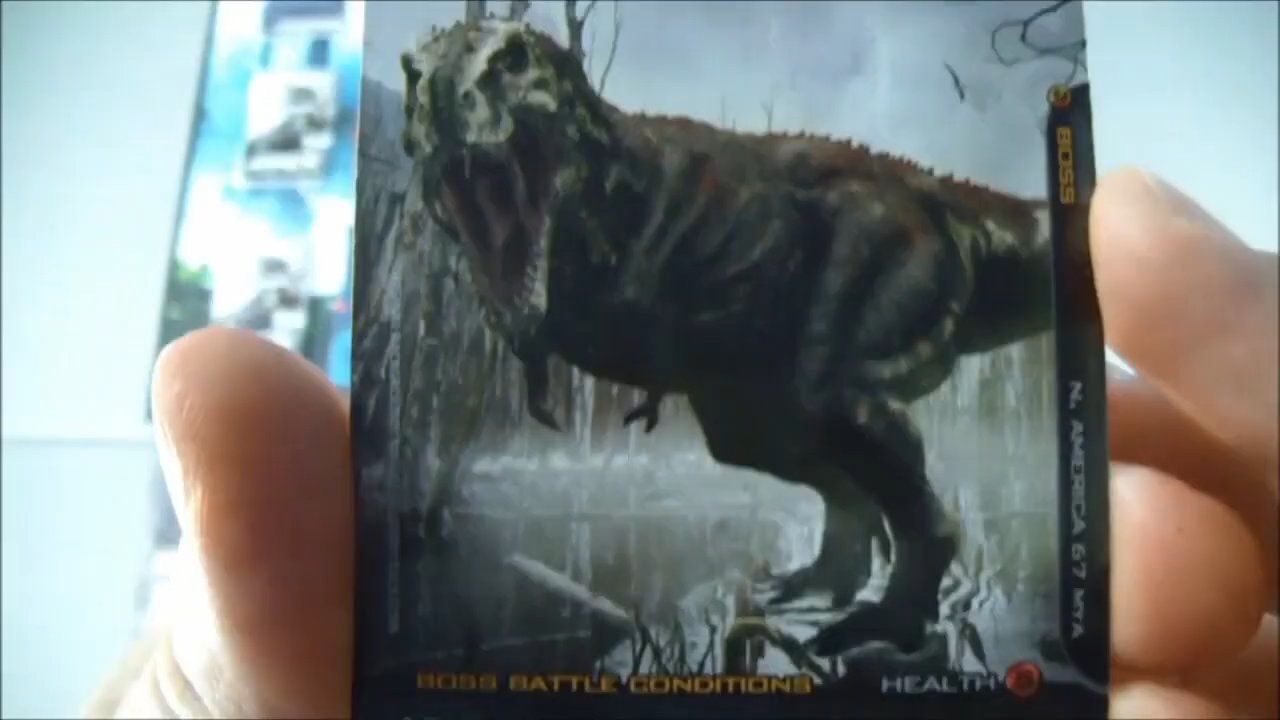 BOSS
N. AMERICA 67 MYA
BOSS BATTLE CONDITIONS
HEALTH